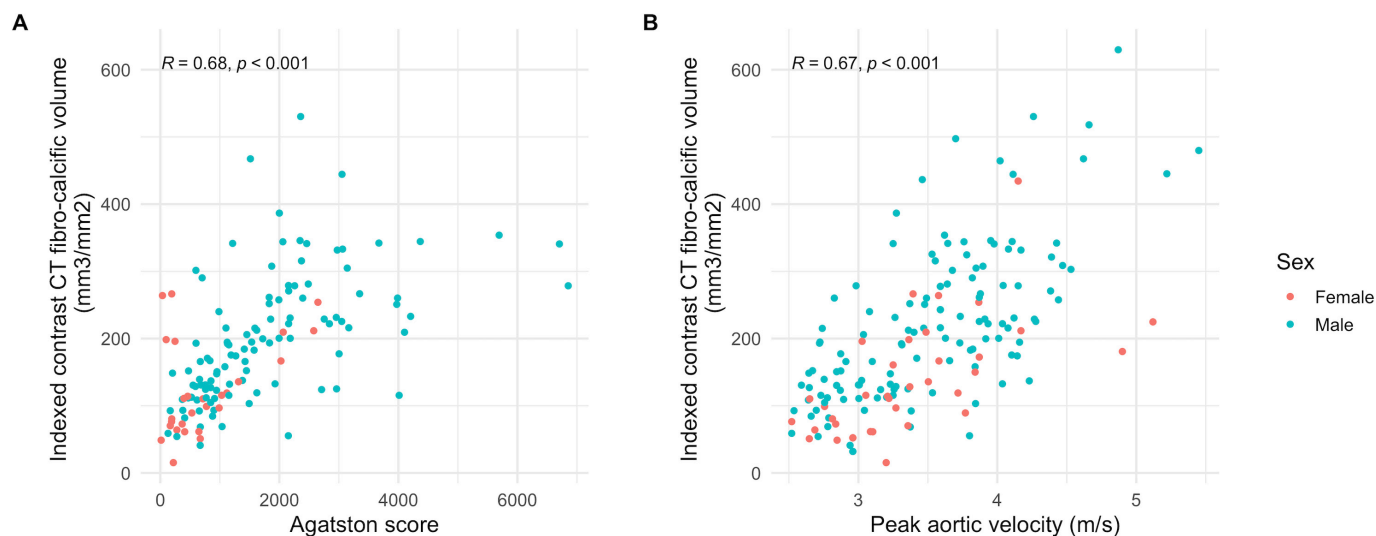 A
Indexed contrast CT fibro-calcific volume
(mm3/mm2)
600
400
200
0
R = 0.68, p < 0.001
0 2000 4000 6000
Agatston score
B
Indexed contrast CT fibro-calcific volume
(mm3/mm2)
600
400
200
0
R = 0.67, p < 0.001
3 4 5
Peak aortic velocity (m/s)
Sex
Female
Male